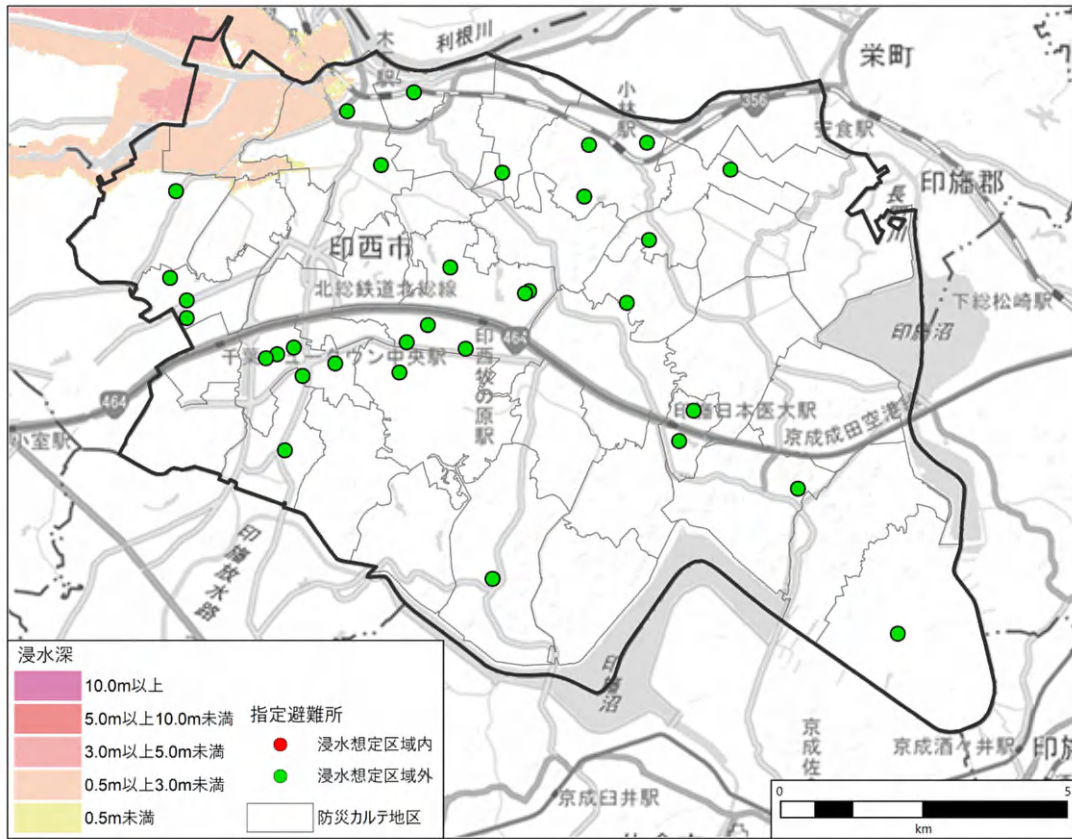 利根川
木
駅
栄町
小林駅
356
安食駅
印旛郡
長
川
印西市
北総鉄道北総線
下総松崎駅
印旛沼
464
千葉ニュータウン中央駅
印西牧の原駅
464
小室駅
印旛日本医大駅
京成成田空港
印旛放水路
印旛沼
京成佐
京成酒々井駅
京成臼井駅
浸水深
10.0m以上
5.0m以上10.0m未満
3.0m以上5.0m未満
0.5m以上3.0m未満
0.5m未満
指定避難所
浸水想定区域内
浸水想定区域外
防災カルテ地区
0
5
km